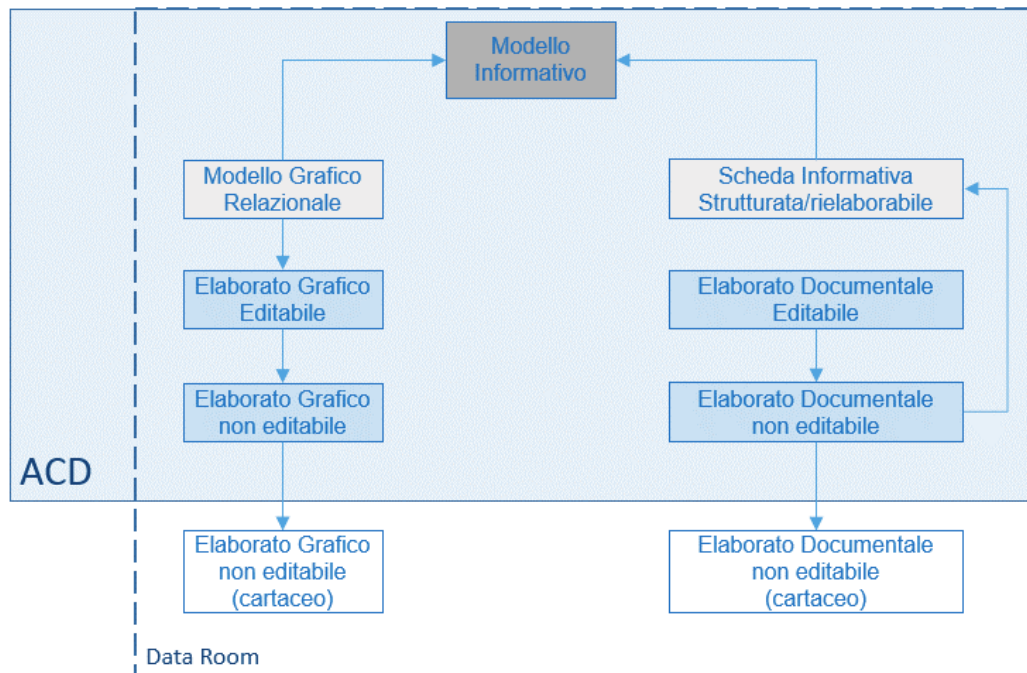 Modello
Informativo
Modello Grafico
Relazionale
Scheda Informativa
Strutturata/rielaborabile
Elaborato Grafico
Editabile
Elaborato Documentale
Editabile
Elaborato Grafico
non editabile
Elaborato Documentale
non editabile
ACD
Elaborato Grafico
non editabile
(cartaceo)
Elaborato Documentale
non editabile
(cartaceo)
Data Room